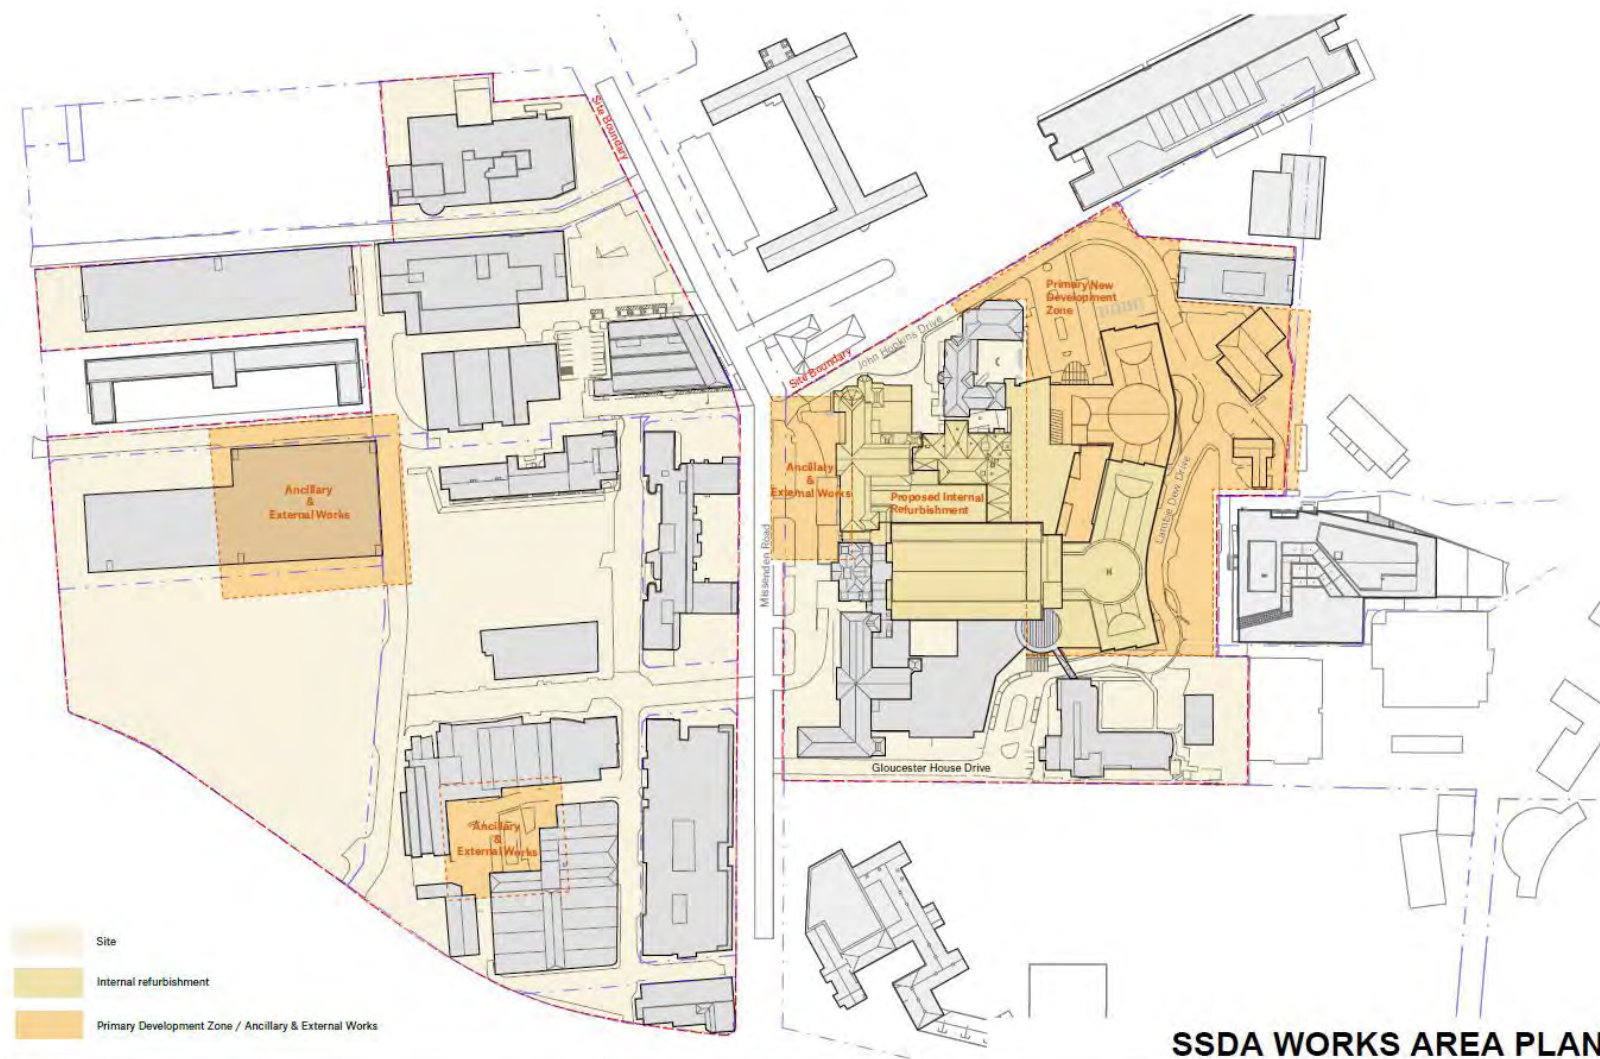 Site Boundary
Primary New
Development
Zone
John Hopkins Drive
Site Boundary
Ancillary
&
External Works
Ancillary
&
External Works
Proposed Internal
Refurbishment
Lambie Dew Drive
Missenden Road
H
Gloucester House Drive
Ancillary
&
External Works
Site
Internal refurbishment
Primary Development Zone / Ancillary & External Works
SSDA WORKS AREA PLAN